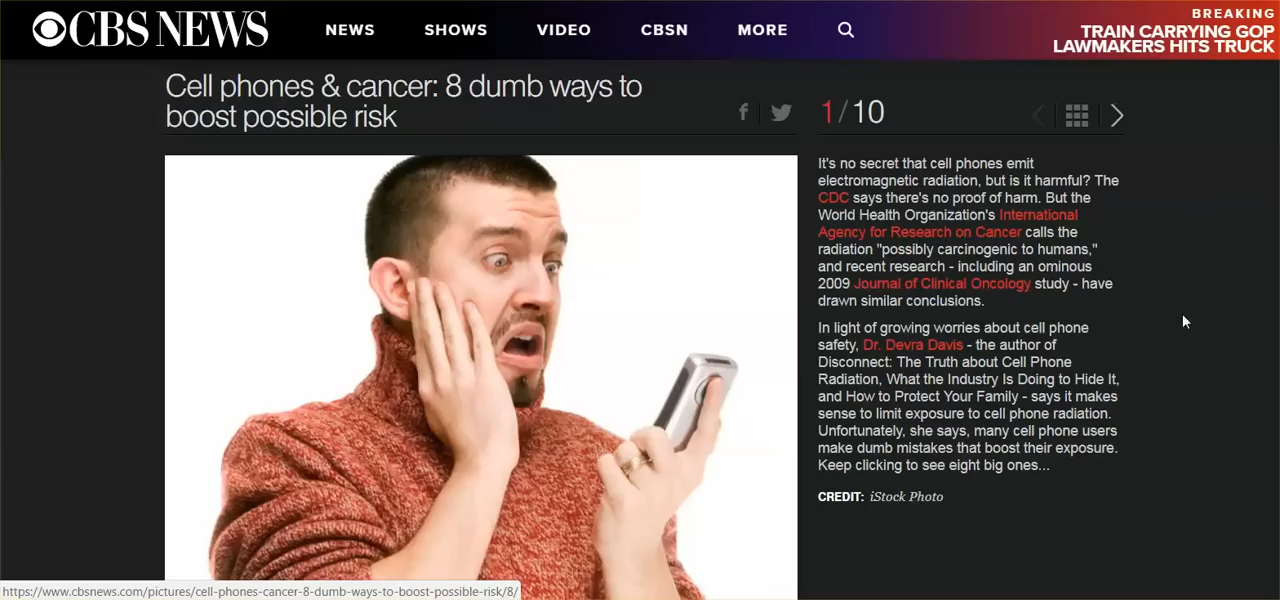 CBS NEWS
NEWS
SHOWS
VIDEO
CBSN
MORE
BREAKING
TRAIN CARRYING GOP
LAWMAKERS HITS TRUCK
Cell phones & cancer: 8 dumb ways to
boost possible risk
f
1/10
It's no secret that cell phones emit
electromagnetic radiation, but is it harmful? The
CDC says there's no proof of harm. But the
World Health Organization's International
Agency for Research on Cancer calls the
radiation "possibly carcinogenic to humans,"
and recent research - including an ominous
2009 Journal of Clinical Oncology study - have
drawn similar conclusions.
In light of growing worries about cell phone
safety, Dr. Devra Davis - the author of
Disconnect: The Truth about Cell Phone
Radiation, What the Industry Is Doing to Hide It,
and How to Protect Your Family - says it makes
sense to limit exposure to cell phone radiation.
Unfortunately, she says, many cell phone users
make dumb mistakes that boost their exposure.
Keep clicking to see eight big ones...
CREDIT: iStock Photo
https://www.cbsnews.com/pictures/cell-phones-cancer-8-dumb-ways-to-boost-possible-risk/8/